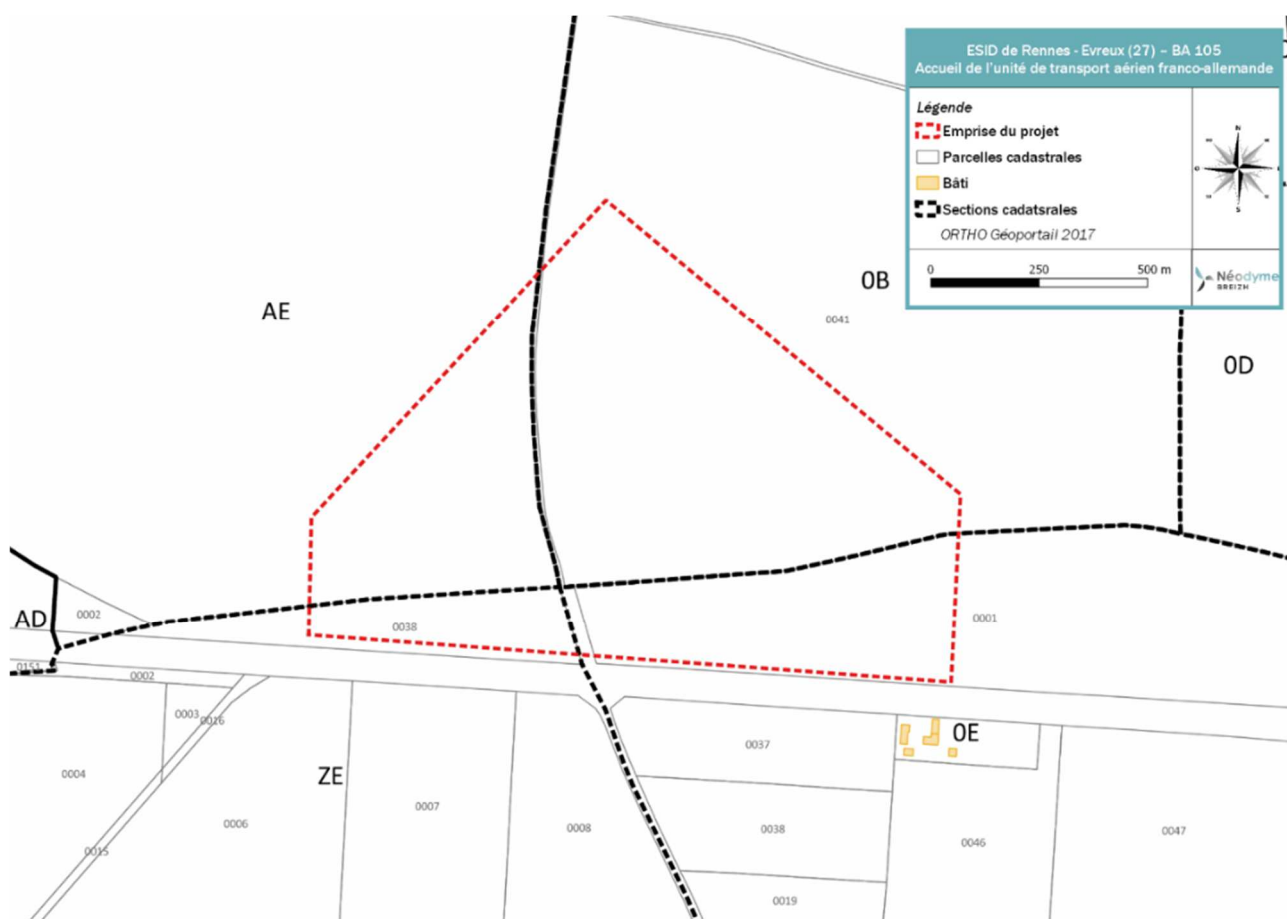 ESID de Rennes - Evreux (27) – BA 105
Accueil de l'unité de transport aérien franco-allemande
Légende
Emprise du projet
Parcelles cadastrales
Bâti
Sections cadatsrales
ORTHO Géoportail 2017
N
S
0 250 500 m
Néodyme
BREIZH
AE
0B
0041
0D
AD
0002
0038
0001
0151
0002
0003
0016
0E
0037
0004
ZE
0006
0007
0008
0038
0046
0047
0015
0019